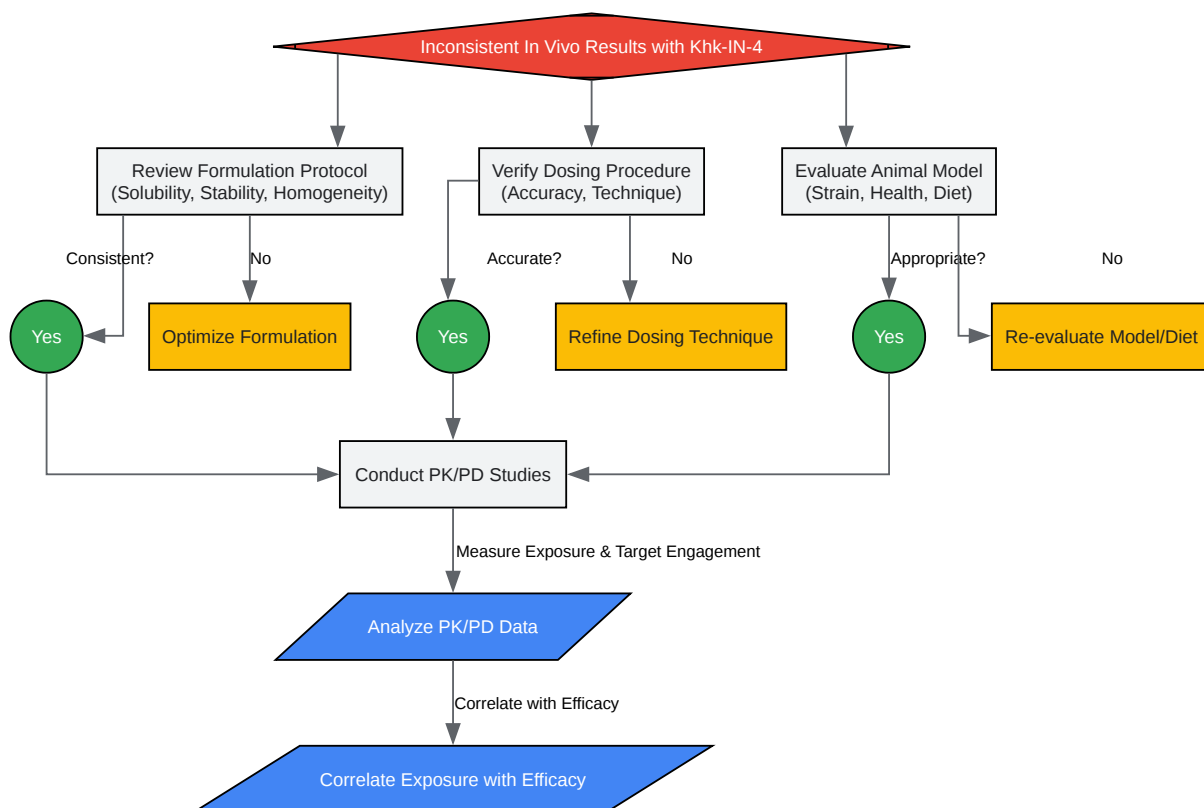 Inconsistent In Vivo Results with Khk-IN-4
Review Formulation Protocol
(Solubility, Stability, Homogeneity)
Verify Dosing Procedure
(Accuracy, Technique)
Evaluate Animal Model
(Strain, Health, Diet)
Consistent?
No
Accurate?
No
Appropriate?
No
Yes
Optimize Formulation
Yes
Refine Dosing Technique
Yes
Re-evaluate Model/Diet
Conduct PK/PD Studies
Measure Exposure & Target Engagement
Analyze PK/PD Data
Correlate with Efficacy
Correlate Exposure with Efficacy